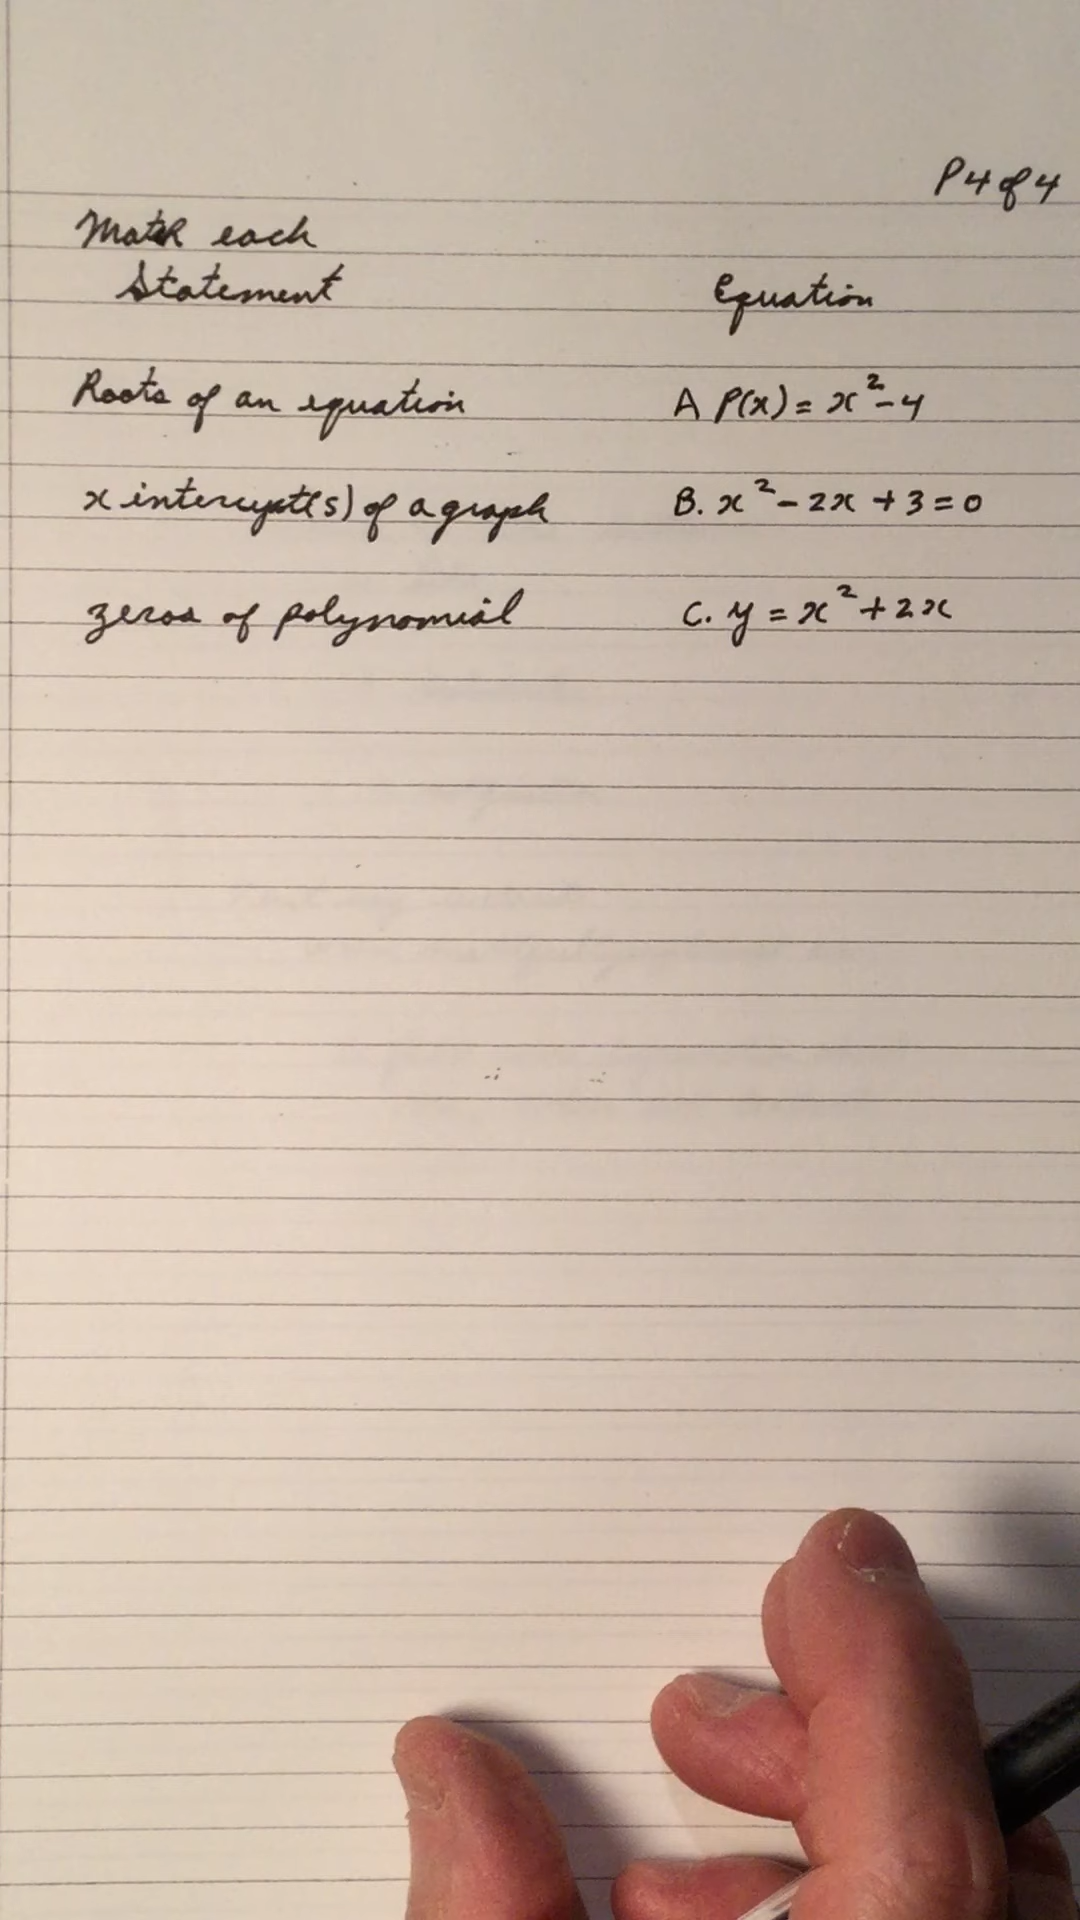 P4 of 4
Match each
Statement Equation
Roots of an equation A P(x) = x² - 4
x intercept(s) of a graph B. x² - 2x + 3 = 0
zeros of polynomial C. y = x² + 2x